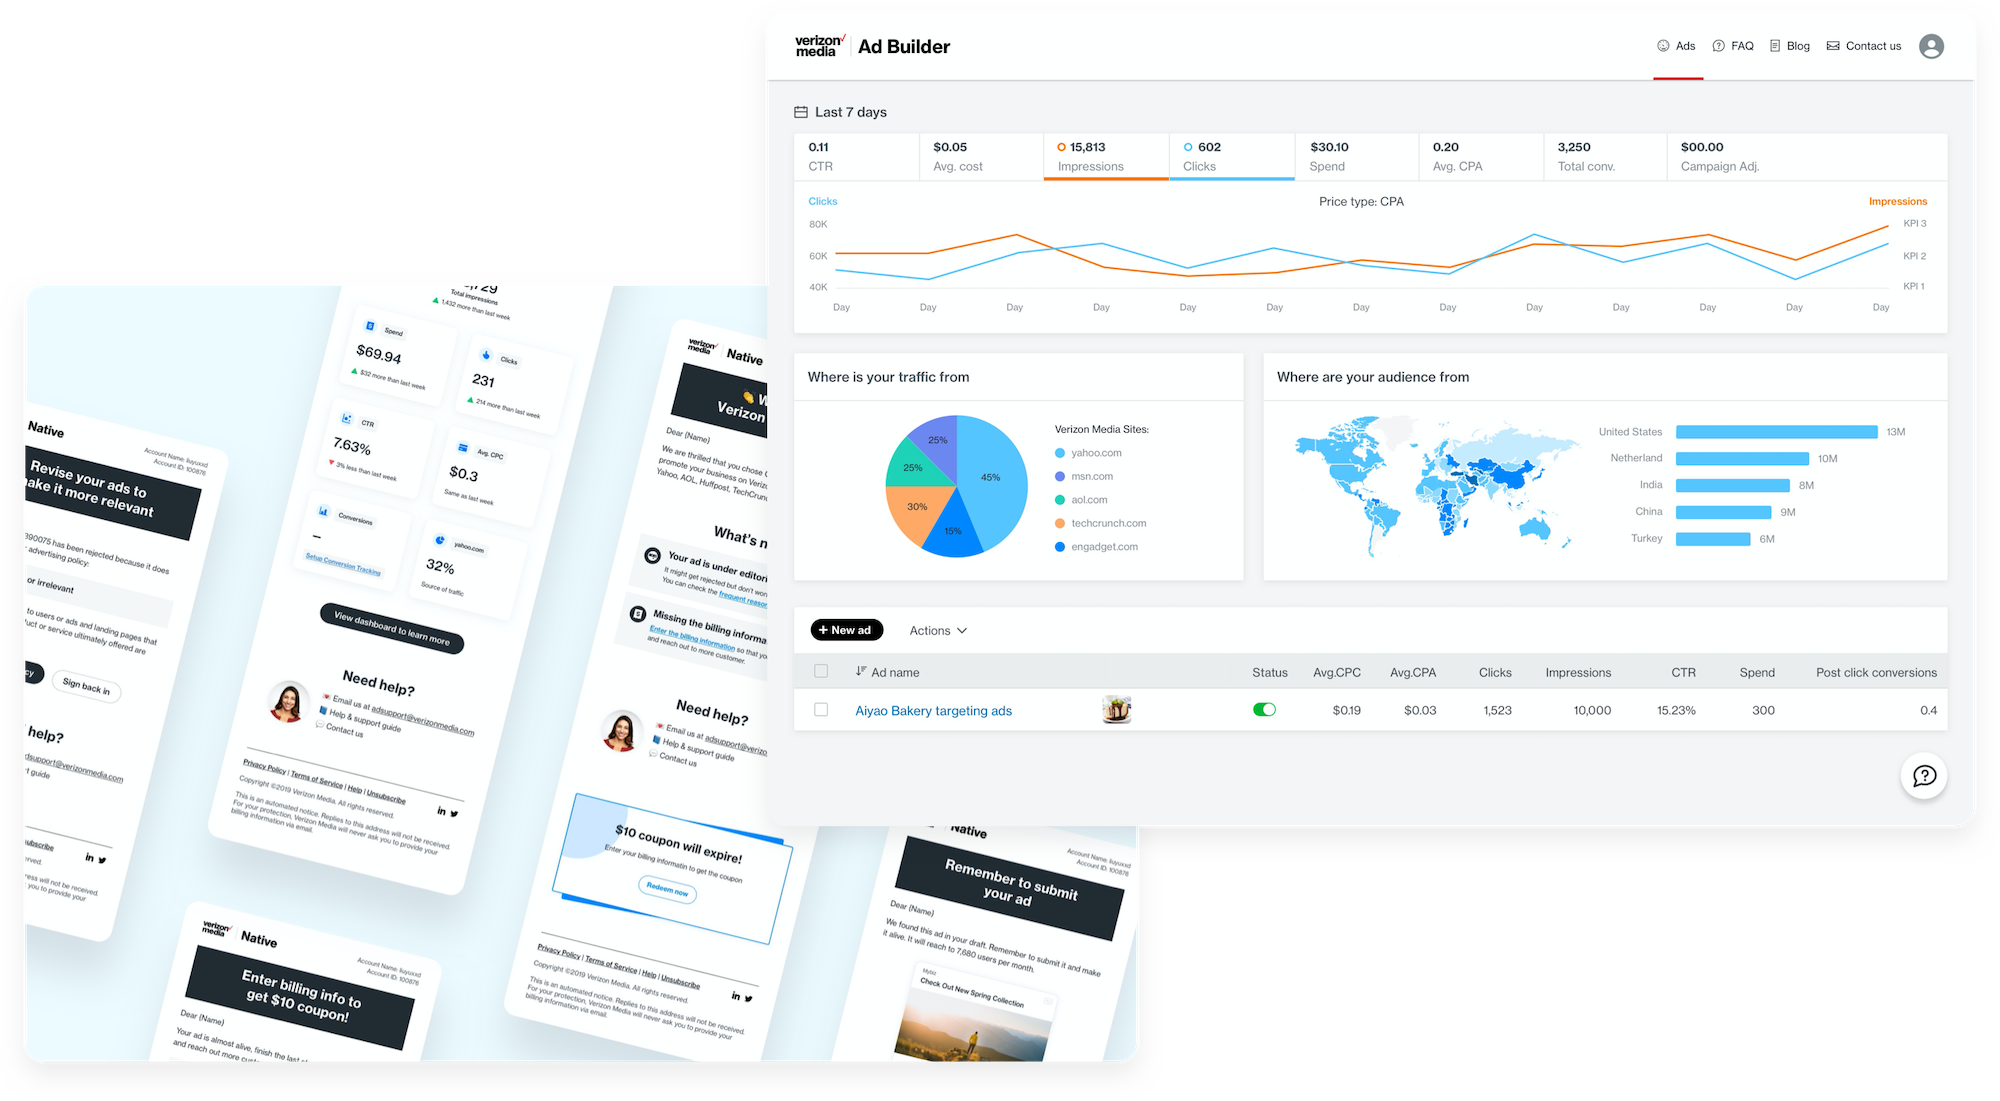 verizon
media
Ad Builder
Ads
FAQ
Blog
Contact us
Last 7 days
0.11
CTR
$0.05
Avg. cost
15,813
Impressions
602
Clicks
$30.10
Spend
0.20
Avg. CPA
3,250
Total conv.
$00.00
Campaign Adj.
Clicks
Price type: CPA
Impressions
80K
60K
40K
KPI 3
KPI 2
KPI 1
Day Day Day Day Day Day Day Day Day Day Day Day Day
Where is your traffic from
45%
15%
30%
25%
25%
Verizon Media Sites:
yahoo.com
msn.com
aol.com
techcrunch.com
engadget.com
Where are your audience from
United States 13M
Netherland 10M
India 8M
China 9M
Turkey 6M
+ New ad
Actions
Ad name Status Avg.CPC Avg.CPA Clicks Impressions CTR Spend Post click conversions
Aiyao Bakery targeting ads $0.19 $0.03 1,523 10,000 15.23% 300 0.4
Native
Account Name: liuyuxxd
Account ID: 100876
Revise your ads to
make it more relevant
390075 has been rejected because it does
advertising policy:
or irrelevant
to users or ads and landing pages that
uct or service ultimately offered are
Sign back in
help?
dsupport@verizonmedia.com
rt guide
Total impressions
1,432 more than last week
Spend
$69.94
$32 more than last week
Clicks
231
214 more than last week
CTR
7.63%
3% less than last week
Avg. CPC
$0.3
Same as last week
Conversions
–
Setup Conversion Tracking
yahoo.com
32%
Source of traffic
View dashboard to learn more
Need help?
Email us at adsupport@verizonmedia.com
Help & support guide
Contact us
Privacy Policy | Terms of Service | Help | Unsubscribe
Copyright ©2019 Verizon Media. All rights reserved.
This is an automated notice. Replies to this address will not be received.
For your protection, Verizon Media will never ask you to provide your
billing information via email.
verizon
media
Native
Verizon
Dear {Name}
We are thrilled that you chose
promote your business on Verizo
Yahoo, AOL, Huffpost, TechCrunc
What's n
Your ad is under editori
It might get rejected but don't wor
You can check the frequent reaso
Missing the billing informa
Enter the billing information so that yo
and reach out to more customer.
Need help?
Email us at adsupport@verizo
Help & support guide
Contact us
$10 coupon will expire!
Enter your billing informatin to get the coupon
Redeem now
Privacy Policy | Terms of Service | Help | Unsubscribe
Copyright ©2019 Verizon Media. All rights reserved.
This is an automated notice. Replies to this address will not be received.
For your protection, Verizon Media will never ask you to provide your
billing information via email.
verizon
media
Native
Account Name: liuyuxxd
Account ID: 100876
Enter billing info to
get $10 coupon!
Dear {Name}
Your ad is almost alive, finish the last
and reach out more
Native
Account Name: liuyuxxd
Account ID: 100876
Remember to submit
your ad
Dear {Name}
We found this ad in your draft. Remember to submit it and make
it alive. It will reach to 7,680 users per month.
Check Out New Spring Collection